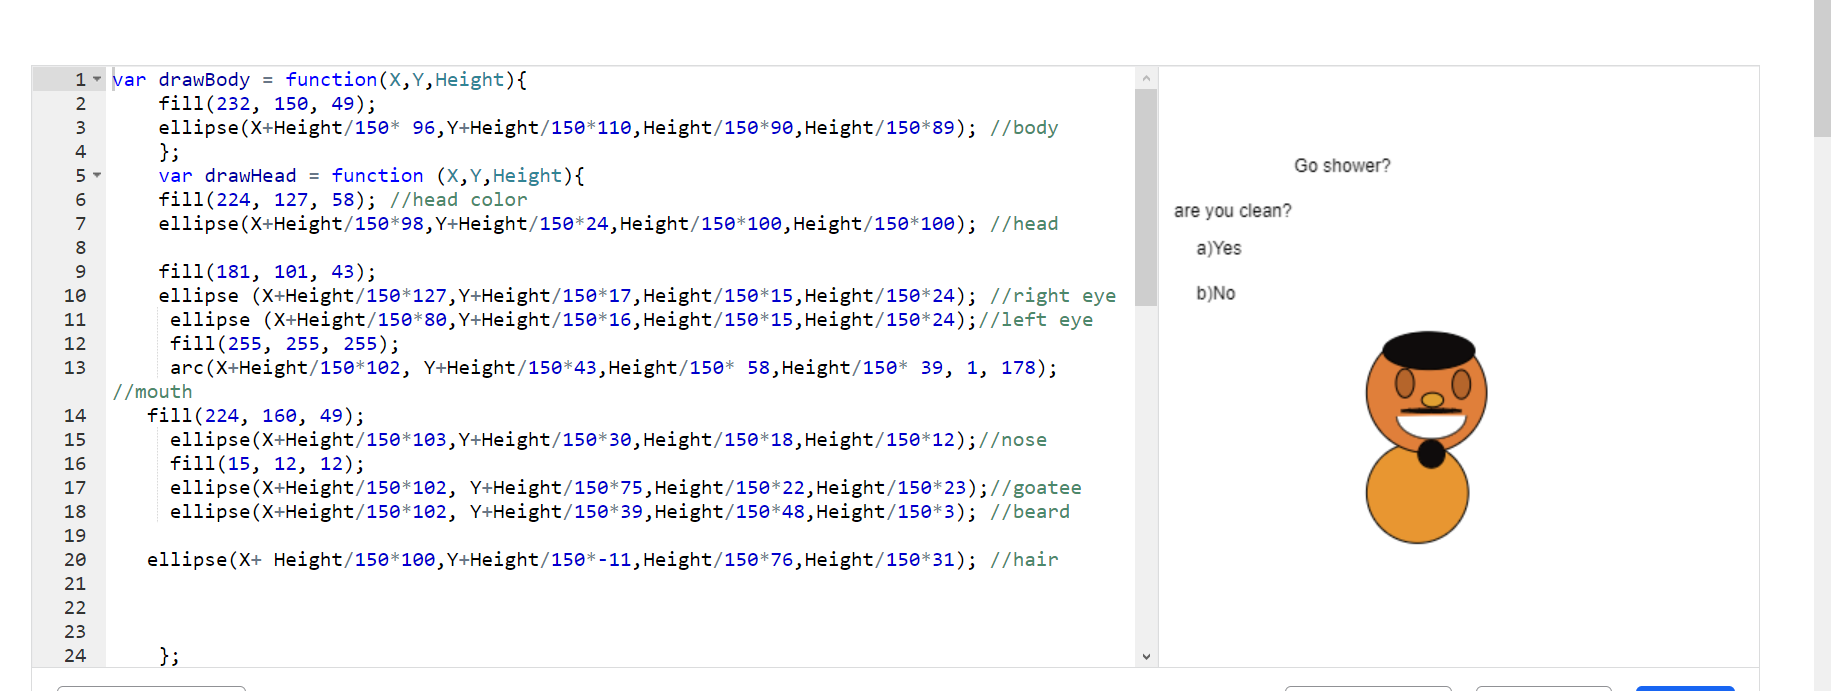 1 var drawBody = function(X,Y,Height){
2 fill(232, 150, 49);
3 ellipse(X+Height/150* 96,Y+Height/150*110,Height/150*90,Height/150*89); //body
4 };
5 var drawHead = function (X,Y,Height){
6 fill(224, 127, 58); //head color
7 ellipse(X+Height/150*98,Y+Height/150*24,Height/150*100,Height/150*100); //head
8
9 fill(181, 101, 43);
10 ellipse (X+Height/150*127,Y+Height/150*17,Height/150*15,Height/150*24); //right eye
11 ellipse (X+Height/150*80,Y+Height/150*16,Height/150*15,Height/150*24);//left eye
12 fill(255, 255, 255);
13 arc(X+Height/150*102, Y+Height/150*43,Height/150* 58,Height/150* 39, 1, 178);
//mouth
14 fill(224, 160, 49);
15 ellipse(X+Height/150*103,Y+Height/150*30,Height/150*18,Height/150*12);//nose
16 fill(15, 12, 12);
17 ellipse(X+Height/150*102, Y+Height/150*75,Height/150*22,Height/150*23);//goatee
18 ellipse(X+Height/150*102, Y+Height/150*39,Height/150*48,Height/150*3); //beard
19
20 ellipse(X+ Height/150*100,Y+Height/150*-11,Height/150*76,Height/150*31); //hair
21
22
23
24 };
Go shower?
are you clean?
a)Yes
b)No